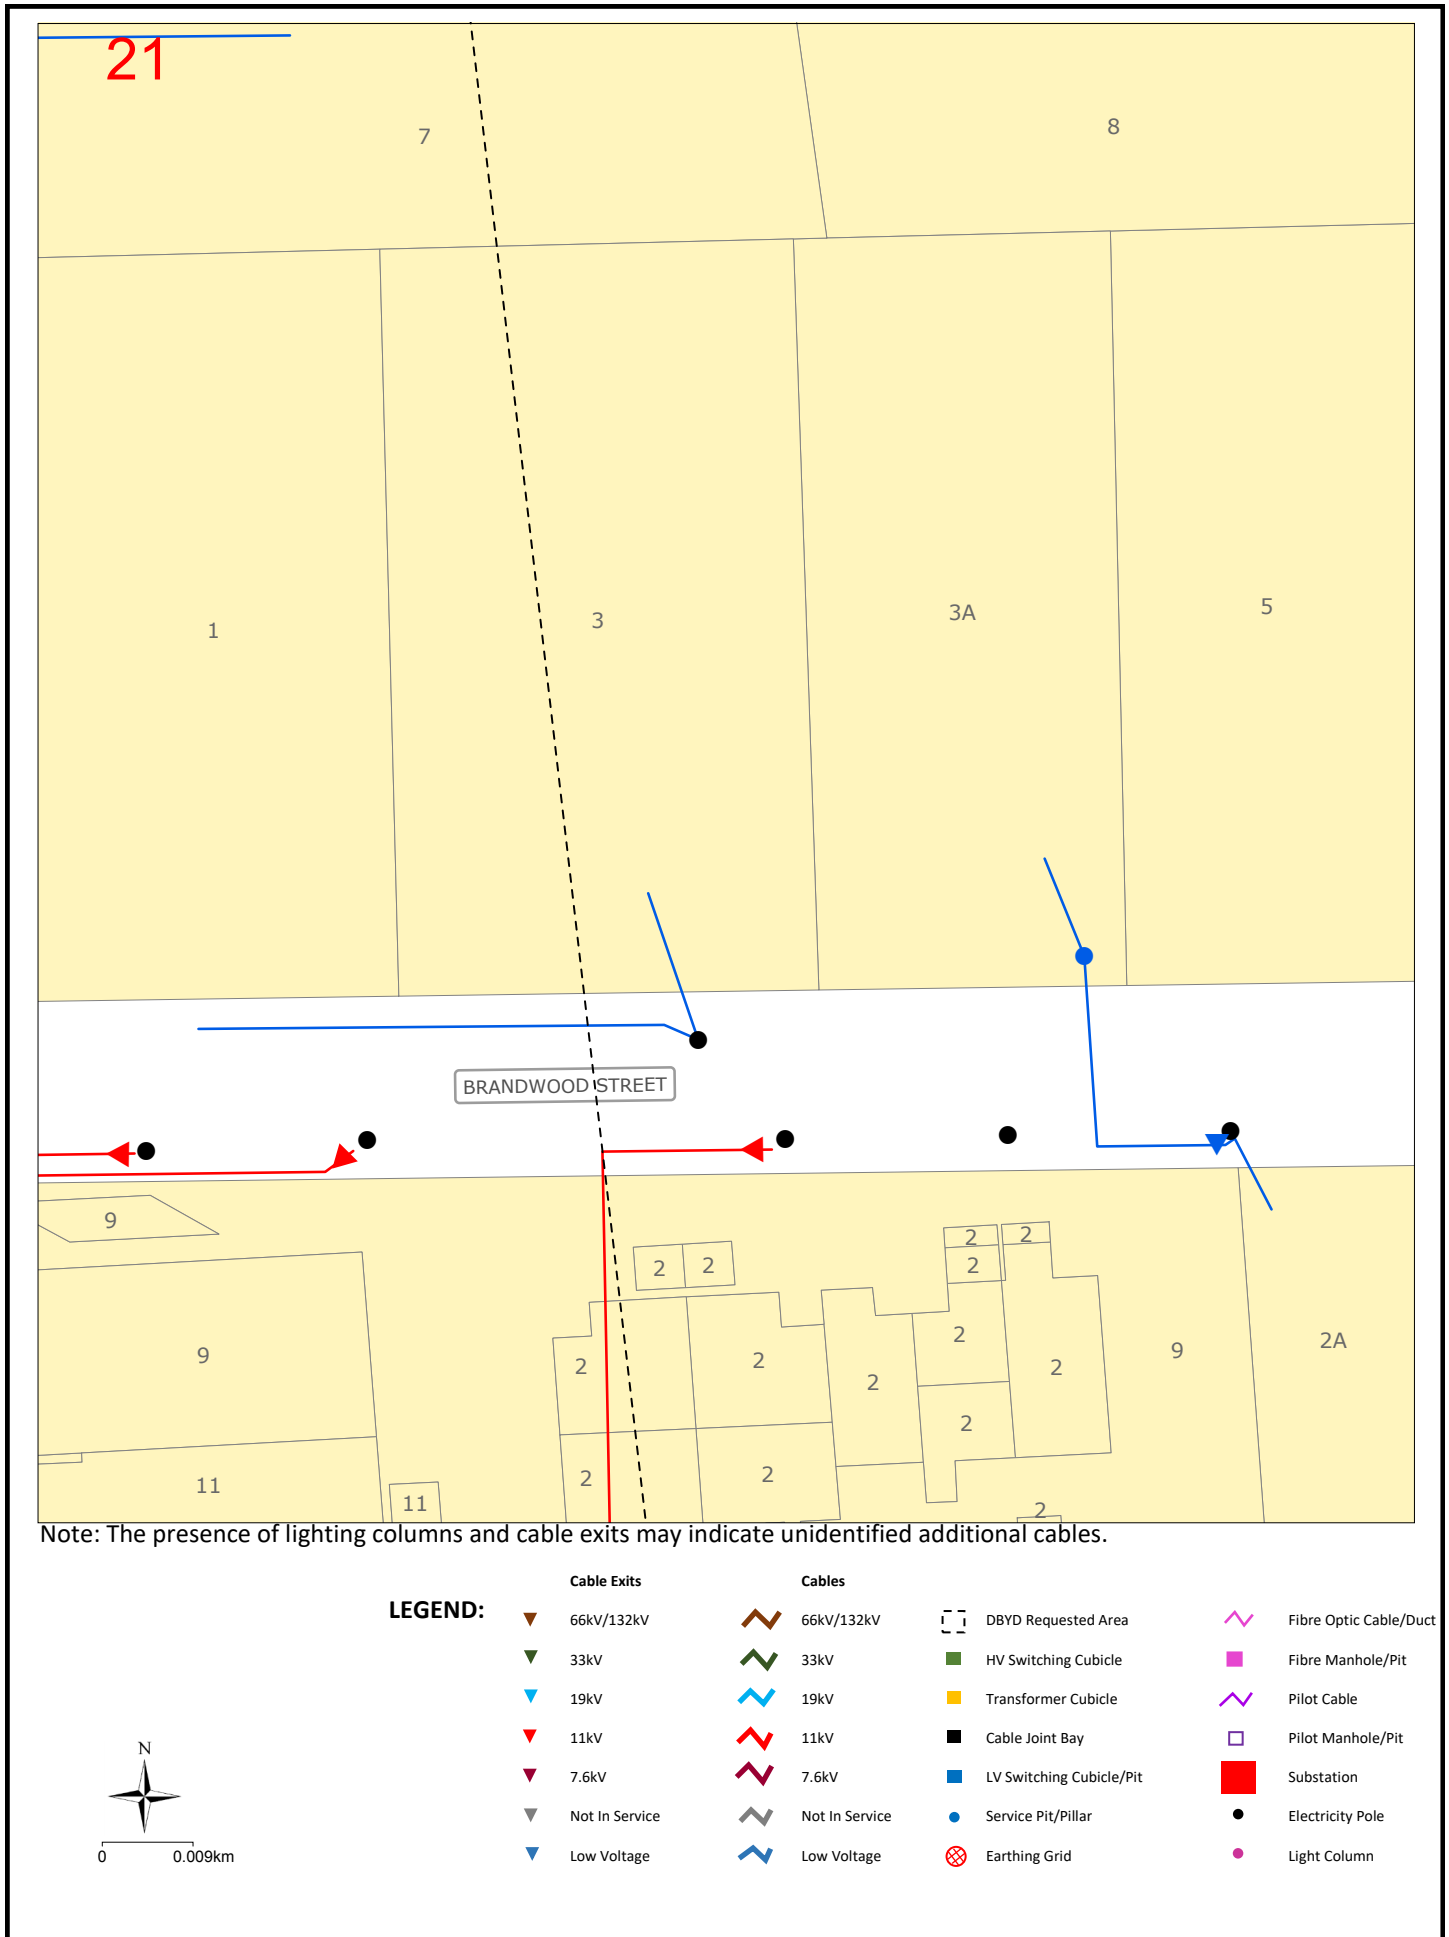 21
7
8
1
3
3A
5
BRANDWOOD STREET
9
2
2
2
2
2
9
2
2
2
2
2
9
2A
2
11
11
2
2
2
Note: The presence of lighting columns and cable exits may indicate unidentified additional cables.
LEGEND:
Cable Exits
66kV/132kV
33kV
19kV
11kV
7.6kV
Not In Service
Low Voltage
Cables
66kV/132kV
33kV
19kV
11kV
7.6kV
Not In Service
Low Voltage
DBYD Requested Area
HV Switching Cubicle
Transformer Cubicle
Cable Joint Bay
LV Switching Cubicle/Pit
Service Pit/Pillar
Earthing Grid
Fibre Optic Cable/Duct
Fibre Manhole/Pit
Pilot Cable
Pilot Manhole/Pit
Substation
Electricity Pole
Light Column
N
0 0.009km